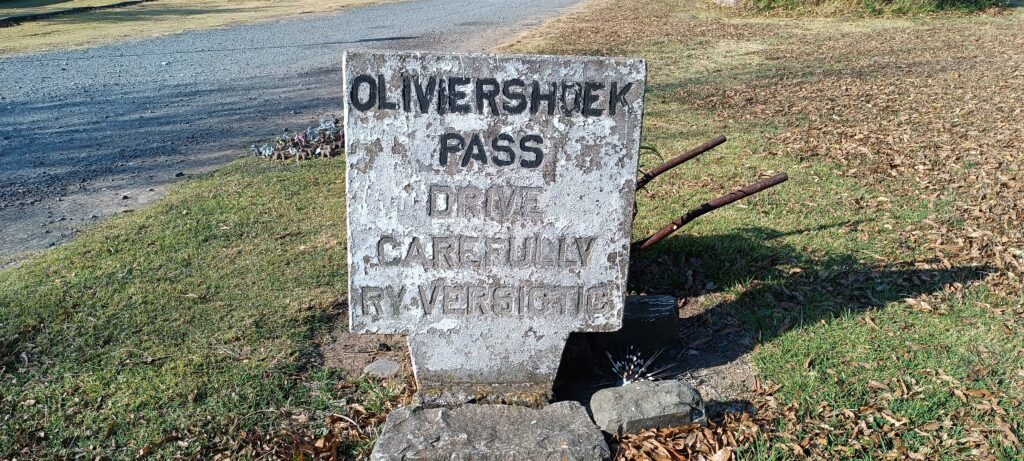 OLIVIERSHOEK
PASS
DRIVE
CAREFULLY
RY VERSIGTIG